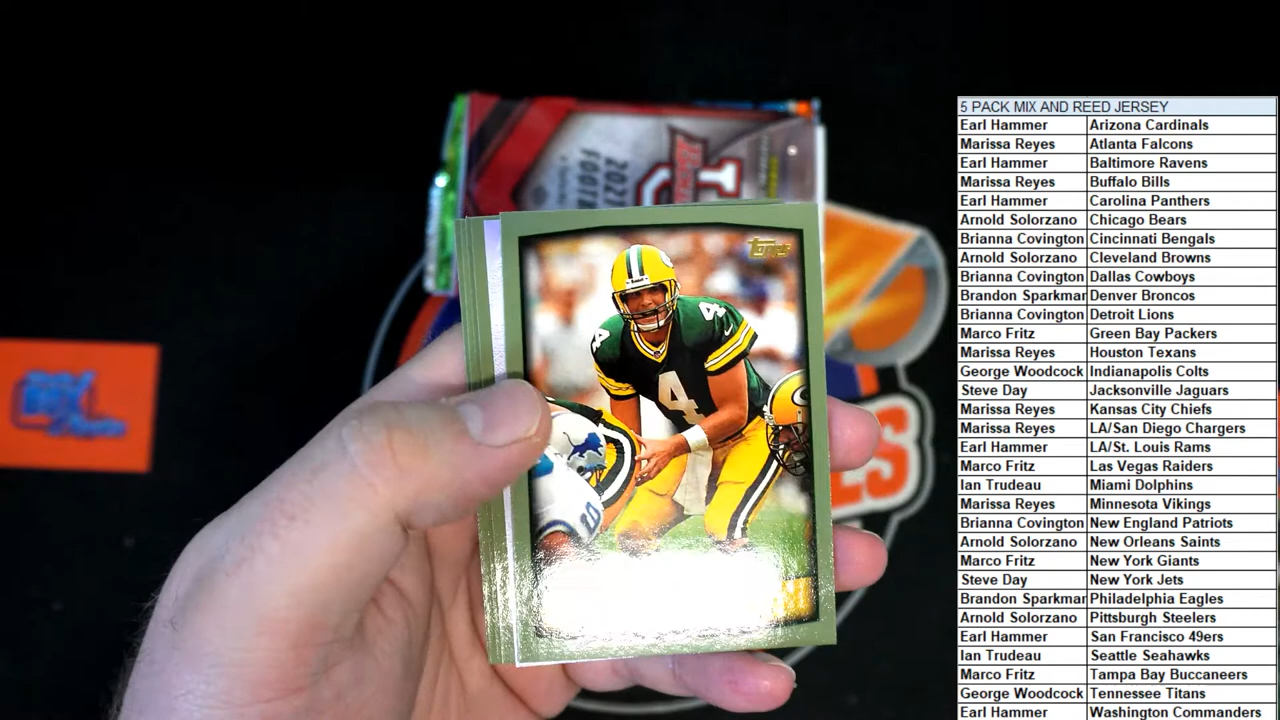 5 PACK MIX AND REED JERSEY
Earl Hammer Arizona Cardinals
Marissa Reyes Atlanta Falcons
Earl Hammer Baltimore Ravens
Marissa Reyes Buffalo Bills
Earl Hammer Carolina Panthers
Arnold Solorzano Chicago Bears
Brianna Covington Cincinnati Bengals
Arnold Solorzano Cleveland Browns
Brianna Covington Dallas Cowboys
Brandon Sparkmar Denver Broncos
Brianna Covington Detroit Lions
Marco Fritz Green Bay Packers
Marissa Reyes Houston Texans
George Woodcock Indianapolis Colts
Steve Day Jacksonville Jaguars
Marissa Reyes Kansas City Chiefs
Marissa Reyes LA/San Diego Chargers
Earl Hammer LA/St. Louis Rams
Marco Fritz Las Vegas Raiders
Ian Trudeau Miami Dolphins
Marissa Reyes Minnesota Vikings
Brianna Covington New England Patriots
Arnold Solorzano New Orleans Saints
Marco Fritz New York Giants
Steve Day New York Jets
Brandon Sparkmar Philadelphia Eagles
Arnold Solorzano Pittsburgh Steelers
Earl Hammer San Francisco 49ers
Ian Trudeau Seattle Seahawks
Marco Fritz Tampa Bay Buccaneers
George Woodcock Tennessee Titans
Earl Hammer Washington Commanders
Topps
4
4
4